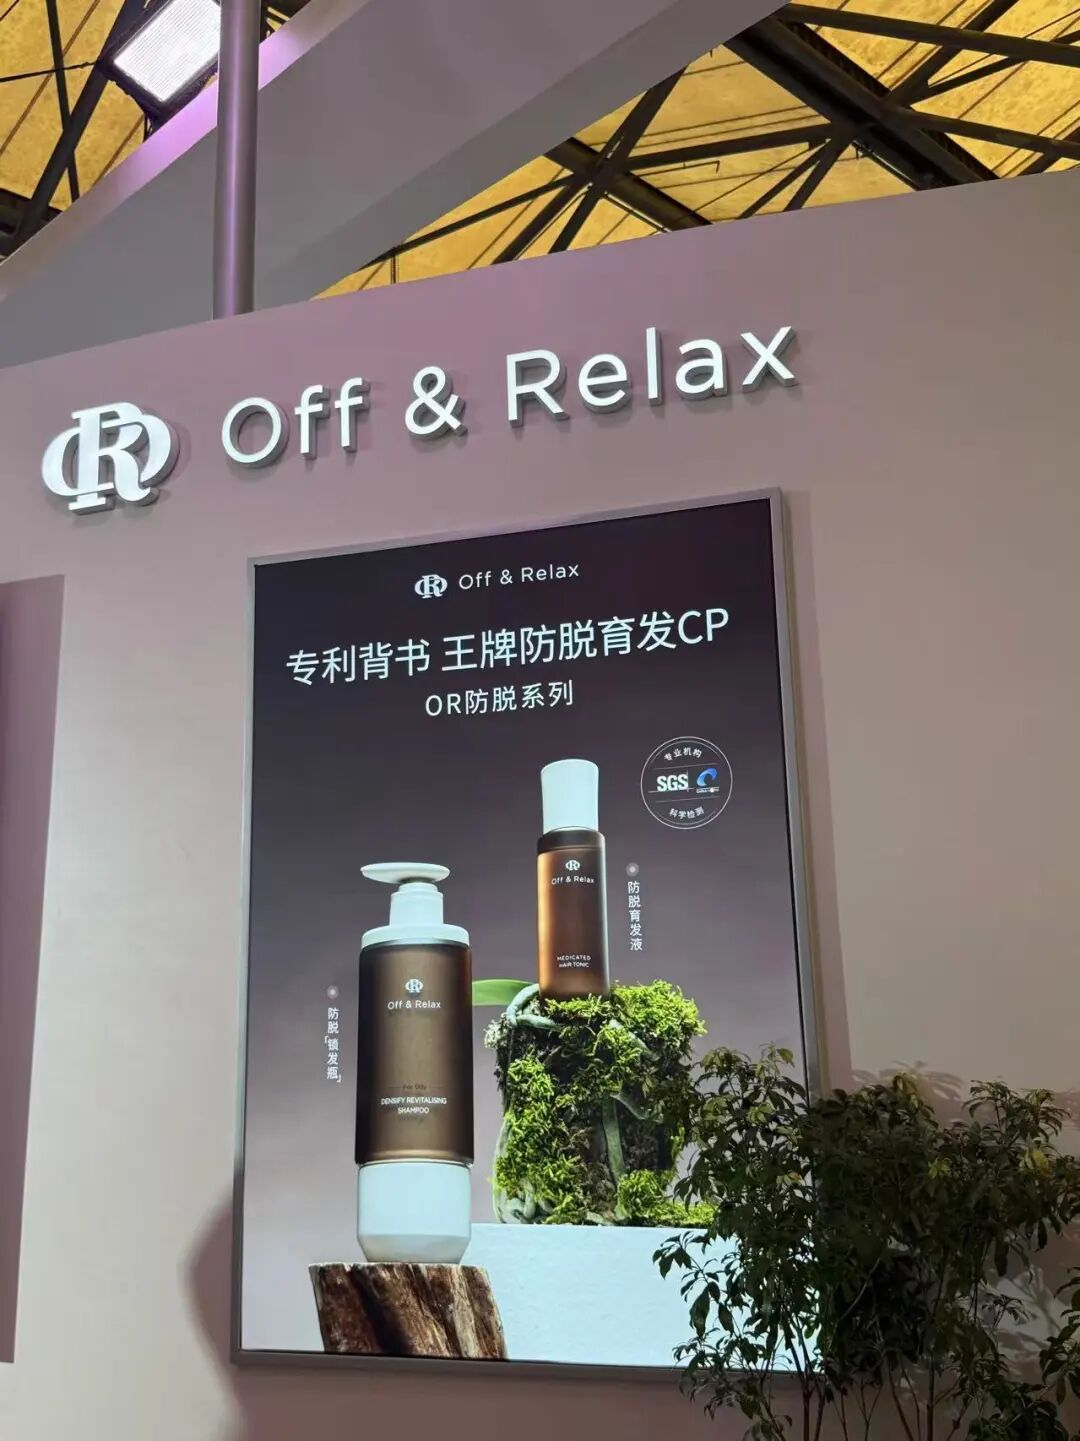 Off & Relax
Off & Relax
专利背书 王牌防脱育发CP
OR防脱系列
专业机构
SGS
科学检测
Off & Relax
MEDICATED
HAIR TONIC
防脱育发液
Off & Relax
DENSIFY REVITALISING
SHAMPOO
防脱「锁发瓶」